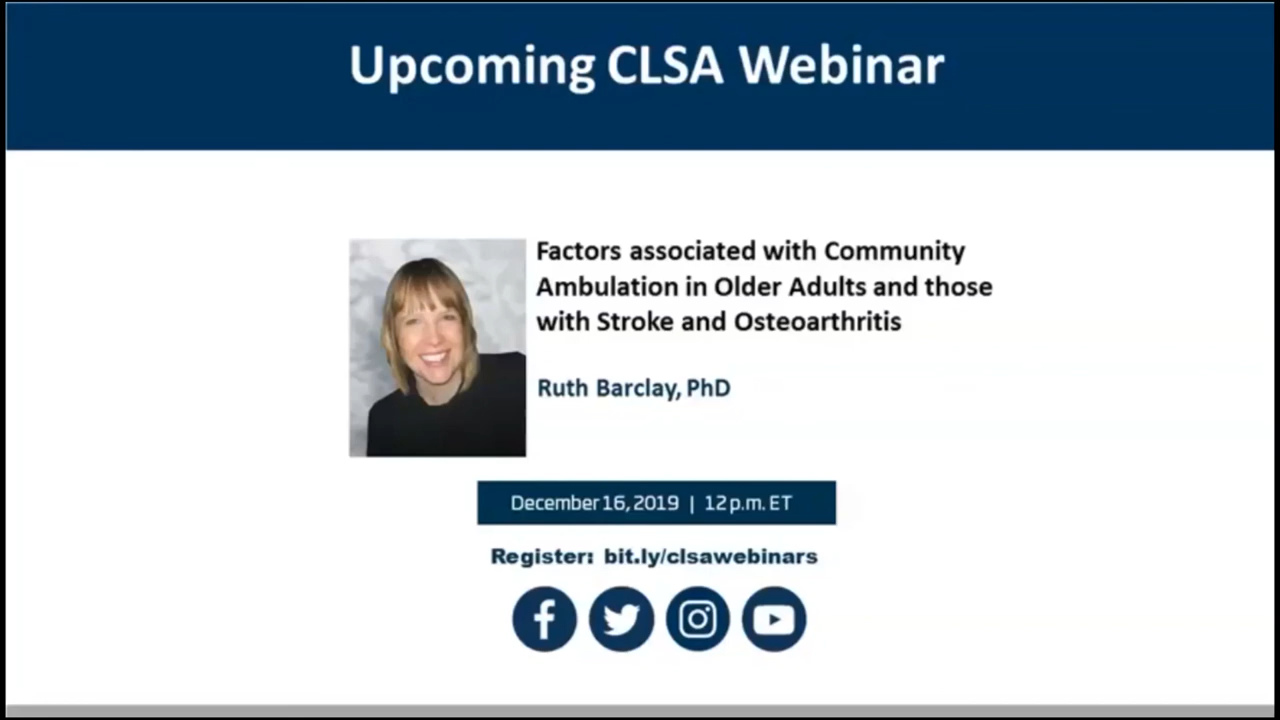 Upcoming CLSA Webinar
Factors associated with Community
Ambulation in Older Adults and those
with Stroke and Osteoarthritis
Ruth Barclay, PhD
December 16, 2019 | 12 p.m. ET
Register: bit.ly/clsawebinars